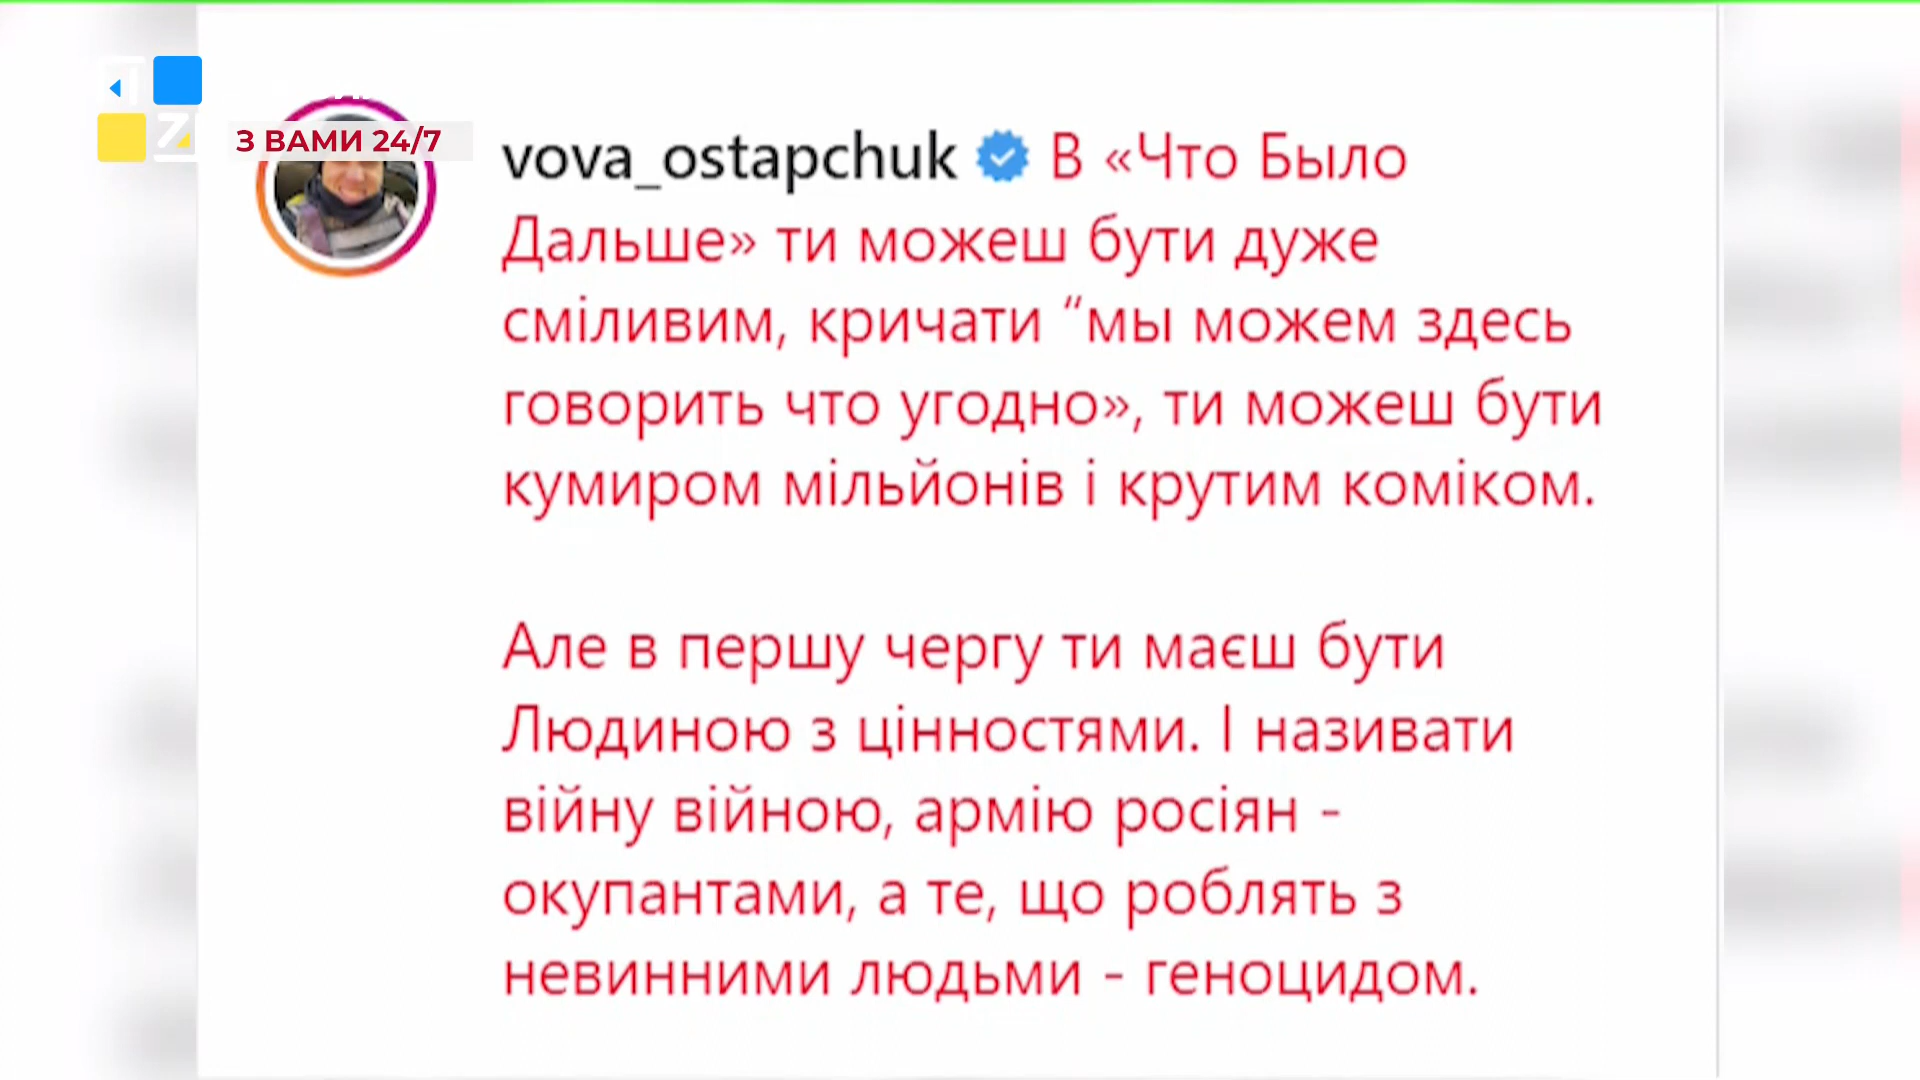 З ВАМИ 24/7
vova_ostapchuk В «Что Было
Дальше» ти можеш бути дуже
сміливим, кричати “мы можем здесь
говорить что угодно», ти можеш бути
кумиром мільйонів і крутим коміком.
Але в першу чергу ти маєш бути
Людиною з цінностями. І називати
війну війною, армію росіян -
окупантами, а те, що роблять з
невинними людьми - геноцидом.